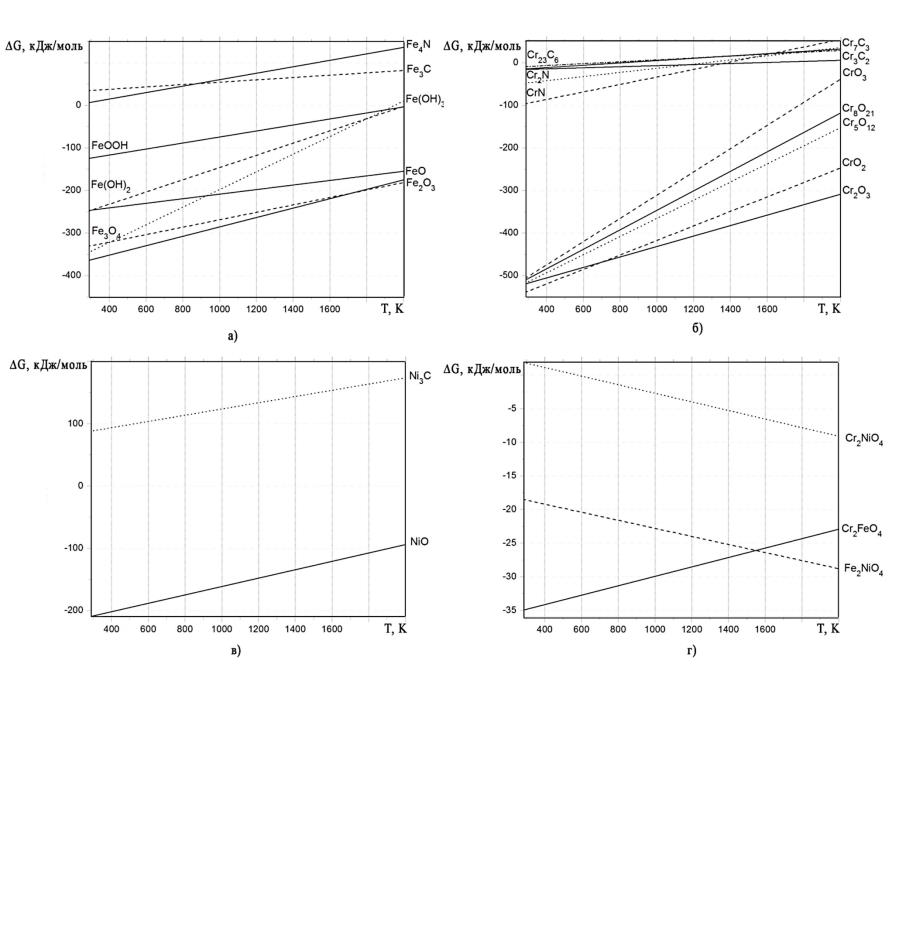 ΔG, кДж/моль
Fe₄N
Fe₃C
0
Fe(OH)₃
-100
FeOOH
-200
Fe(OH)₂
FeO
Fe₂O₃
-300
Fe₃O₄
-400
400 600 800 1000 1200 1400 1600 T, K
а)
ΔG, кДж/моль
Cr₇C₃
Cr₂₃C₆
0
Cr₃C₂
Cr₂N
CrO₃
CrN
-100
Cr₈O₂₁
Cr₅O₁₂
-200
CrO₂
-300
Cr₂O₃
-400
-500
400 600 800 1000 1200 1400 1600 T, K
б)
ΔG, кДж/моль
Ni₃C
100
0
-100
NiO
-200
400 600 800 1000 1200 1400 1600 T, K
в)
ΔG, кДж/моль
-5
-10
Cr₂NiO₄
-15
-20
Cr₂FeO₄
-25
Fe₂NiO₄
-30
-35
400 600 800 1000 1200 1400 1600 T, K
г)